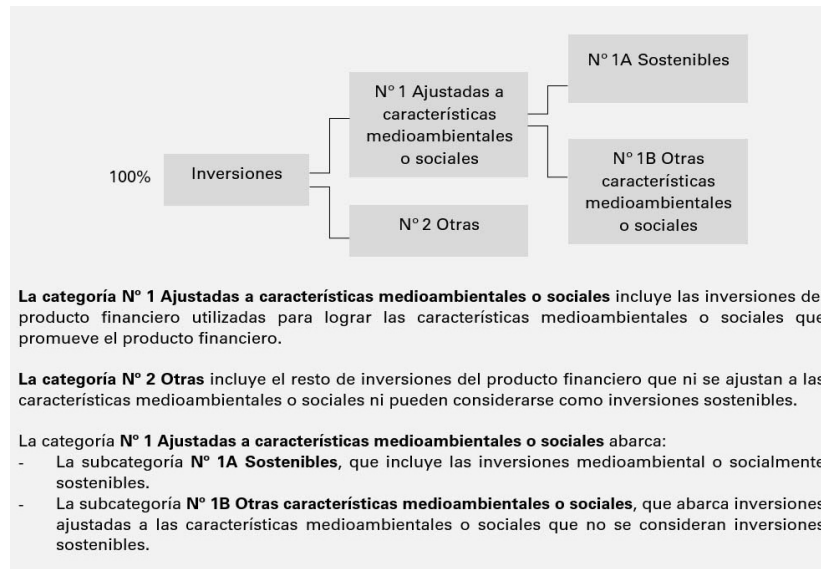 100%
Inversiones
Nº 1 Ajustadas a
características
medioambientales
o sociales
Nº 2 Otras
Nº 1A Sostenibles
Nº 1B Otras
características
medioambientales
o sociales
La categoría Nº 1 Ajustadas a características medioambientales o sociales incluye las inversiones de
producto financiero utilizadas para lograr las características medioambientales o sociales que
promueve el producto financiero.
La categoría Nº 2 Otras incluye el resto de inversiones del producto financiero que ni se ajustan a las
características medioambientales o sociales ni pueden considerarse como inversiones sostenibles.
La categoría Nº 1 Ajustadas a características medioambientales o sociales abarca:
- La subcategoría Nº 1A Sostenibles, que incluye las inversiones medioambiental o socialmente
sostenibles.
- La subcategoría Nº 1B Otras características medioambientales o sociales, que abarca inversiones
ajustadas a las características medioambientales o sociales que no se consideran inversiones
sostenibles.